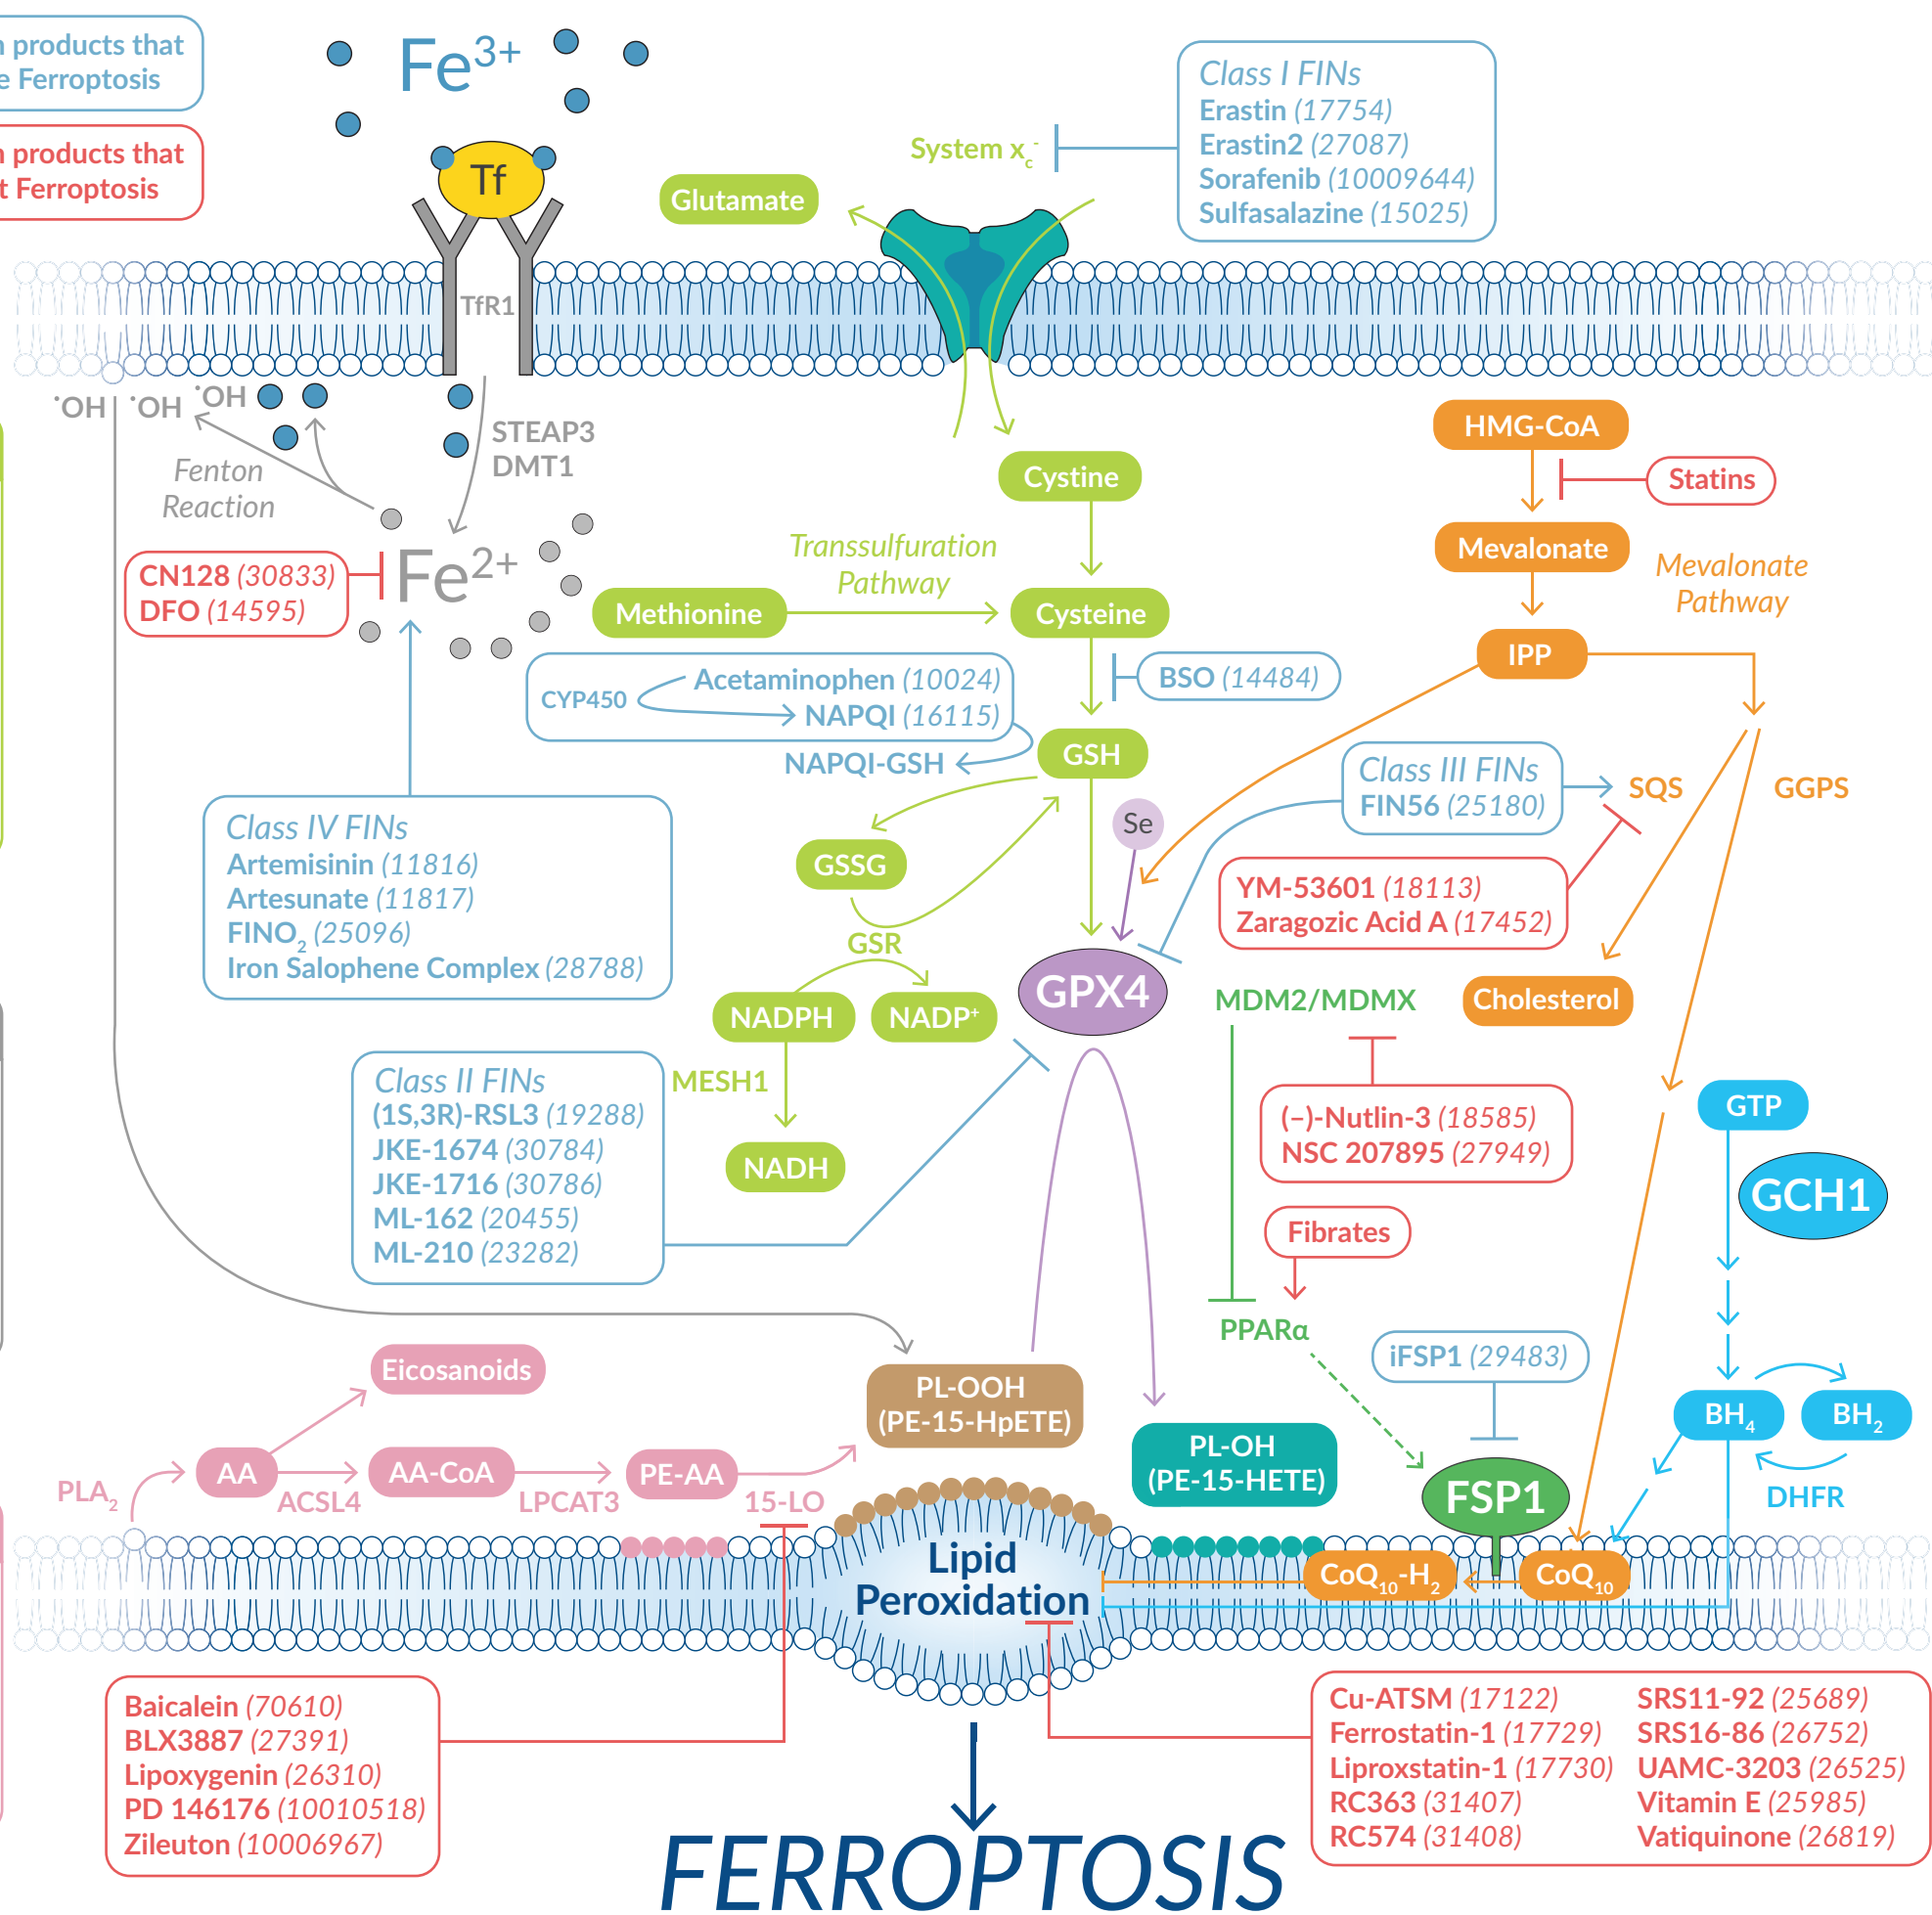 products that
Ferroptosis
products that
Ferroptosis
Fe3+
Tf
TfR1
System xc-
Glutamate
Class I FINs
Erastin (17754)
Erastin2 (27087)
Sorafenib (10009644)
Sulfasalazine (15025)
•OH
•OH
•OH
Fenton
Reaction
STEAP3
DMT1
Fe2+
CN128 (30833)
DFO (14595)
Cystine
Transsulfuration
Pathway
Methionine
Cysteine
HMG-CoA
Statins
Mevalonate
Mevalonate
Pathway
IPP
CYP450
Acetaminophen (10024)
NAPQI (16115)
NAPQI-GSH
BSO (14484)
GSH
Class III FINs
FIN56 (25180)
SQS
GGPS
Se
YM-53601 (18113)
Zaragozic Acid A (17452)
Class IV FINs
Artemisinin (11816)
Artesunate (11817)
FINO2 (25096)
Iron Salophene Complex (28788)
GSSG
GSR
NADPH
NADP+
GPX4
MDM2/MDMX
Cholesterol
Class II FINs
(1S,3R)-RSL3 (19288)
JKE-1674 (30784)
JKE-1716 (30786)
ML-162 (20455)
ML-210 (23282)
MESH1
NADH
(−)-Nutlin-3 (18585)
NSC 207895 (27949)
Fibrates
PPARα
GTP
GCH1
iFSP1 (29483)
BH4
BH2
DHFR
Eicosanoids
PLA2
AA
ACSL4
AA-CoA
LPCAT3
PE-AA
15-LO
PL-OOH
(PE-15-HpETE)
PL-OH
(PE-15-HETE)
FSP1
CoQ10-H2
CoQ10
Lipid
Peroxidation
Baicalein (70610)
BLX3887 (27391)
Lipoxygenin (26310)
PD 146176 (10010518)
Zileuton (10006967)
Cu-ATSM (17122)
Ferrostatin-1 (17729)
Liproxstatin-1 (17730)
RC363 (31407)
RC574 (31408)
SRS11-92 (25689)
SRS16-86 (26752)
UAMC-3203 (26525)
Vitamin E (25985)
Vatiquinone (26819)
FERROPTOSIS